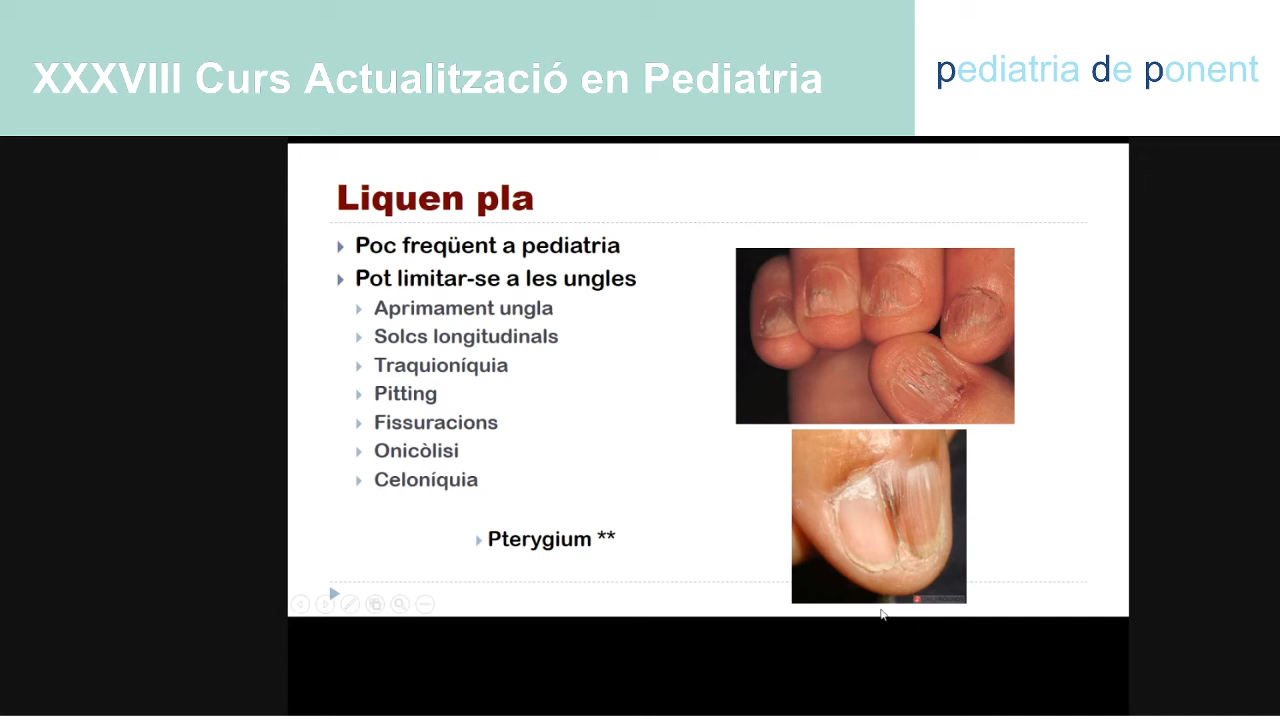 XXXVIII Curs Actualització en Pediatria
pediatria de ponent
Liquen pla
Poc freqüent a pediatria
Pot limitar-se a les ungles
Aprimament ungla
Solcs longitudinals
Traquioníquia
Pitting
Fissuracions
Onicòlisi
Celoníquia
Pterygium **